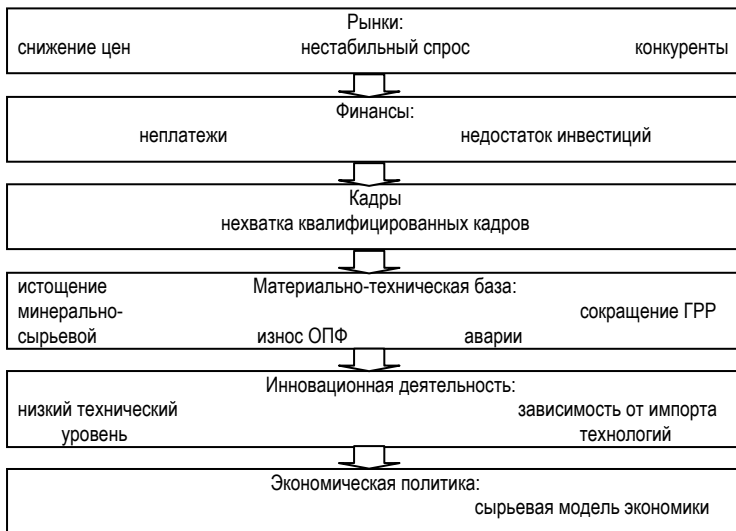 Рынки:
снижение цен нестабильный спрос конкуренты
Финансы:
неплатежи недостаток инвестиций
Кадры
нехватка квалифицированных кадров
истощение Материально-техническая база:
минерально- сокращение ГРР
сырьевой износ ОПФ аварии
Инновационная деятельность:
низкий технический зависимость от импорта
уровень технологий
Экономическая политика:
сырьевая модель экономики